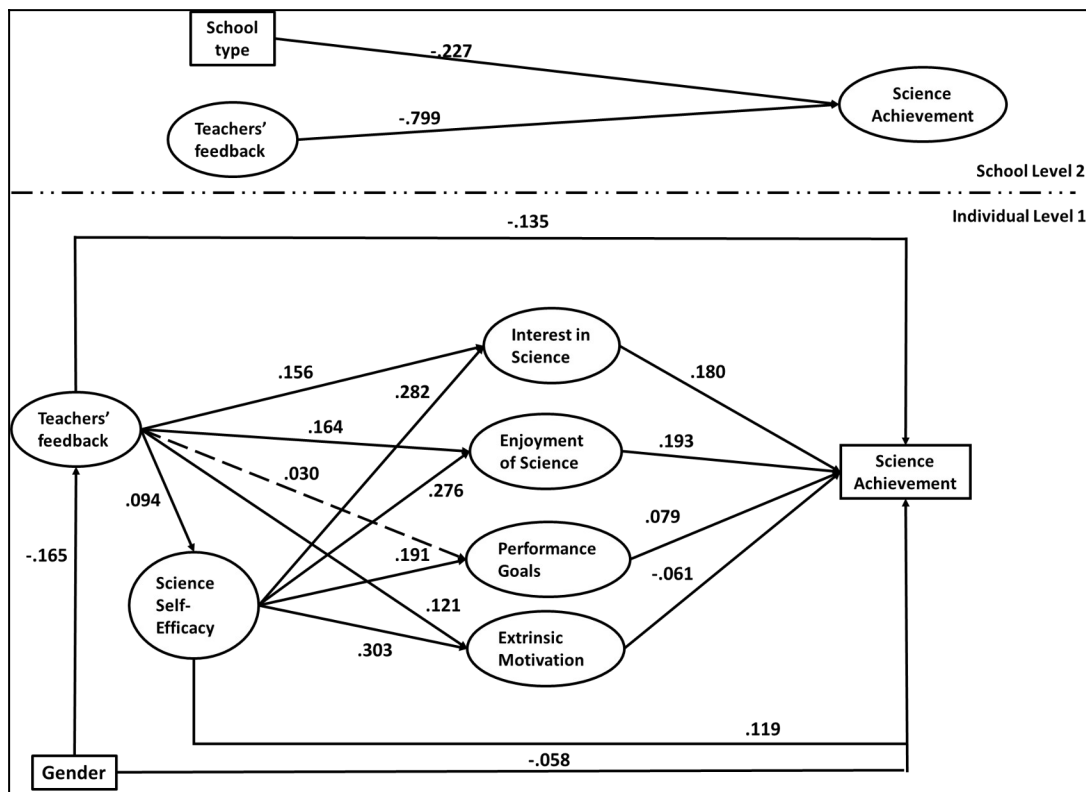 School
type
-.227
Science
Achievement
Teachers'
feedback
-.799
School Level 2
Individual Level 1
-.135
Interest in
Science
.156
.180
.282
Teachers'
feedback
.164
Enjoyment
of Science
.193
Science
Achievement
.030
.276
.094
.079
Performance
Goals
-.165
.191
-.061
Science
Self-
Efficacy
.121
.303
Extrinsic
Motivation
.119
Gender
-.058